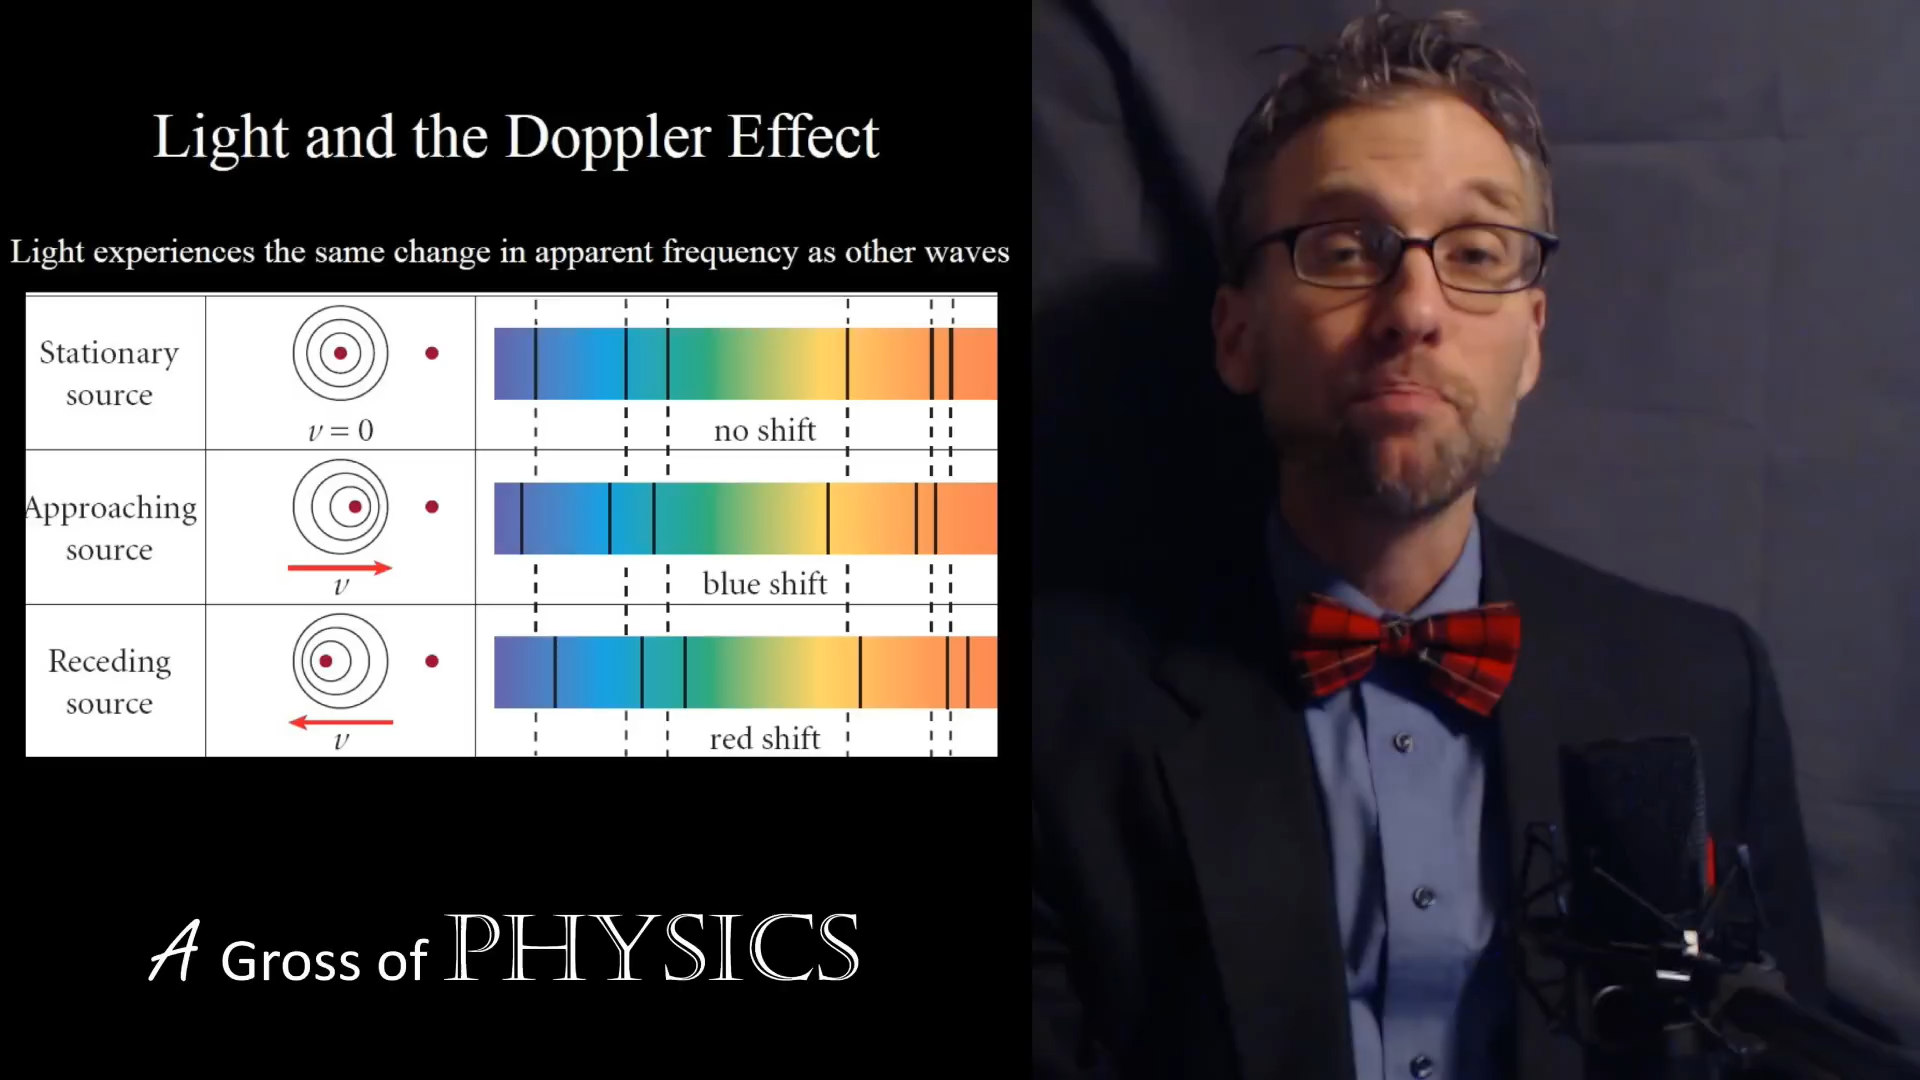 Light and the Doppler Effect
Light experiences the same change in apparent frequency as other waves
Stationary
source
v = 0
no shift
Approaching
source
v
blue shift
Receding
source
v
red shift
A Gross of PHYSICS